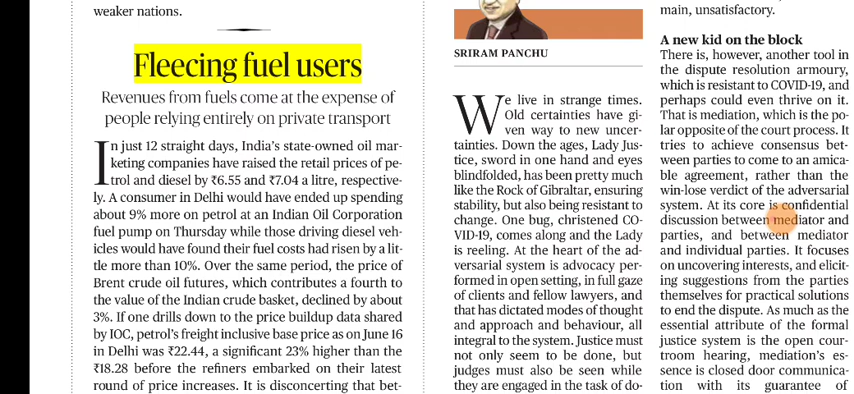 weaker nations.
Fleecing fuel users
Revenues from fuels come at the expense of
people relying entirely on private transport
In just 12 straight days, India's state-owned oil mar-
keting companies have raised the retail prices of pe-
trol and diesel by ₹6.55 and ₹7.04 a litre, respective-
ly. A consumer in Delhi would have ended up spending
about 9% more on petrol at an Indian Oil Corporation
fuel pump on Thursday while those driving diesel veh-
icles would have found their fuel costs had risen by a lit-
tle more than 10%. Over the same period, the price of
Brent crude oil futures, which contributes a fourth to
the value of the Indian crude basket, declined by about
3%. If one drills down to the price buildup data shared
by IOC, petrol's freight inclusive base price as on June 16
in Delhi was ₹22.44, a significant 23% higher than the
₹18.28 before the refiners embarked on their latest
round of price increases. It is disconcerting that bet-
SRIRAM PANCHU
We live in strange times.
Old certainties have gi-
ven way to new uncer-
tainties. Down the ages, Lady Jus-
tice, sword in one hand and eyes
blindfolded, has been pretty much
like the Rock of Gibraltar, ensuring
stability, but also being resistant to
change. One bug, christened CO-
VID-19, comes along and the Lady
is reeling. At the heart of the ad-
versarial system is advocacy per-
formed in open setting, in full gaze
of clients and fellow lawyers, and
that has dictated modes of thought
and approach and behaviour, all
integral to the system. Justice must
not only seem to be done, but
judges must also be seen while
they are engaged in the task of do-
main, unsatisfactory.
A new kid on the block
There is, however, another tool in
the dispute resolution armoury,
which is resistant to COVID-19, and
perhaps could even thrive on it.
That is mediation, which is the po-
lar opposite of the court process. It
tries to achieve consensus bet-
ween parties to come to an amica-
ble agreement, rather than the
win-lose verdict of the adversarial
system. At its core is confidential
discussion between mediator and
parties, and between mediator
and individual parties. It focuses
on uncovering interests, and elicit-
ing suggestions from the parties
themselves for practical solutions
to end the dispute. As much as the
essential attribute of the formal
justice system is the open cour-
troom hearing, mediation's es-
sence is closed door communica-
tion with its guarantee of